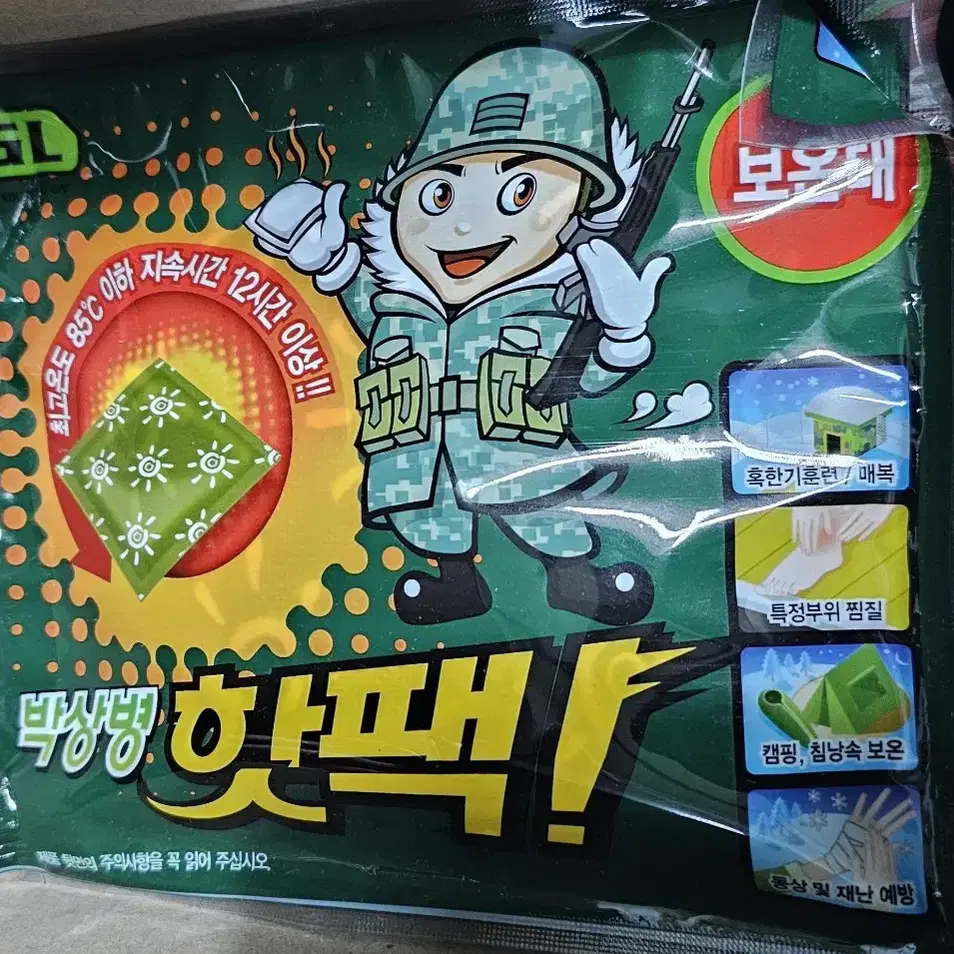 최고온도 85℃ 이하 지속시간 12시간 이상!!
보온대
혹한기훈련 / 매복
특정부위 찜질
캠핑, 침낭속 보온
동상 및 재난 예방
박상병
핫팩!
제품 뒷면의 주의사항을 꼭 읽어 주십시오.